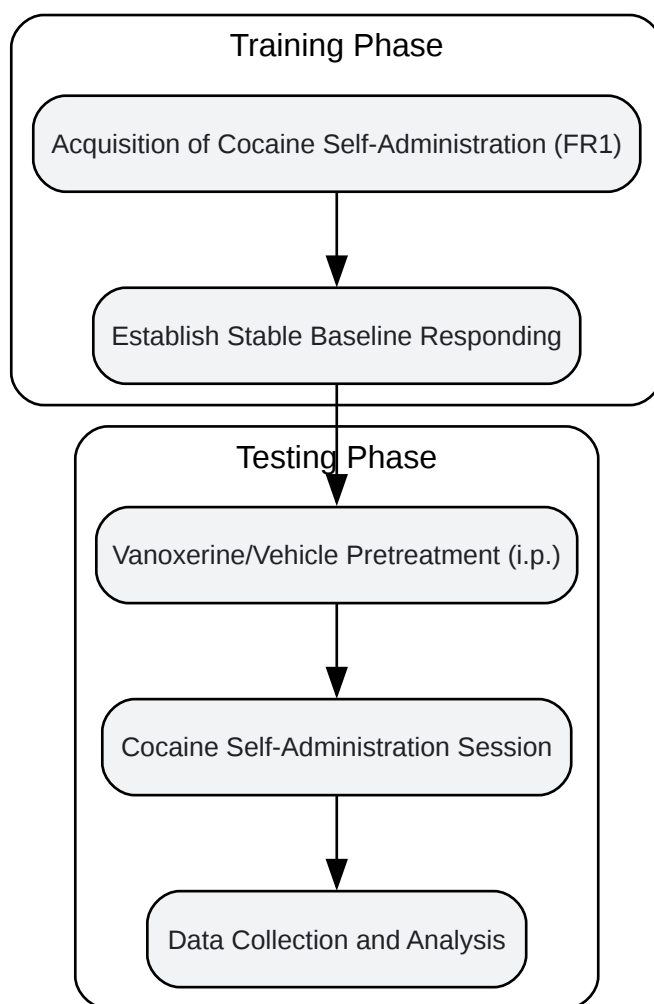 Training Phase
Acquisition of Cocaine Self-Administration (FR1)
Establish Stable Baseline Responding
Testing Phase
Vanoxerine/Vehicle Pretreatment (i.p.)
Cocaine Self-Administration Session
Data Collection and Analysis